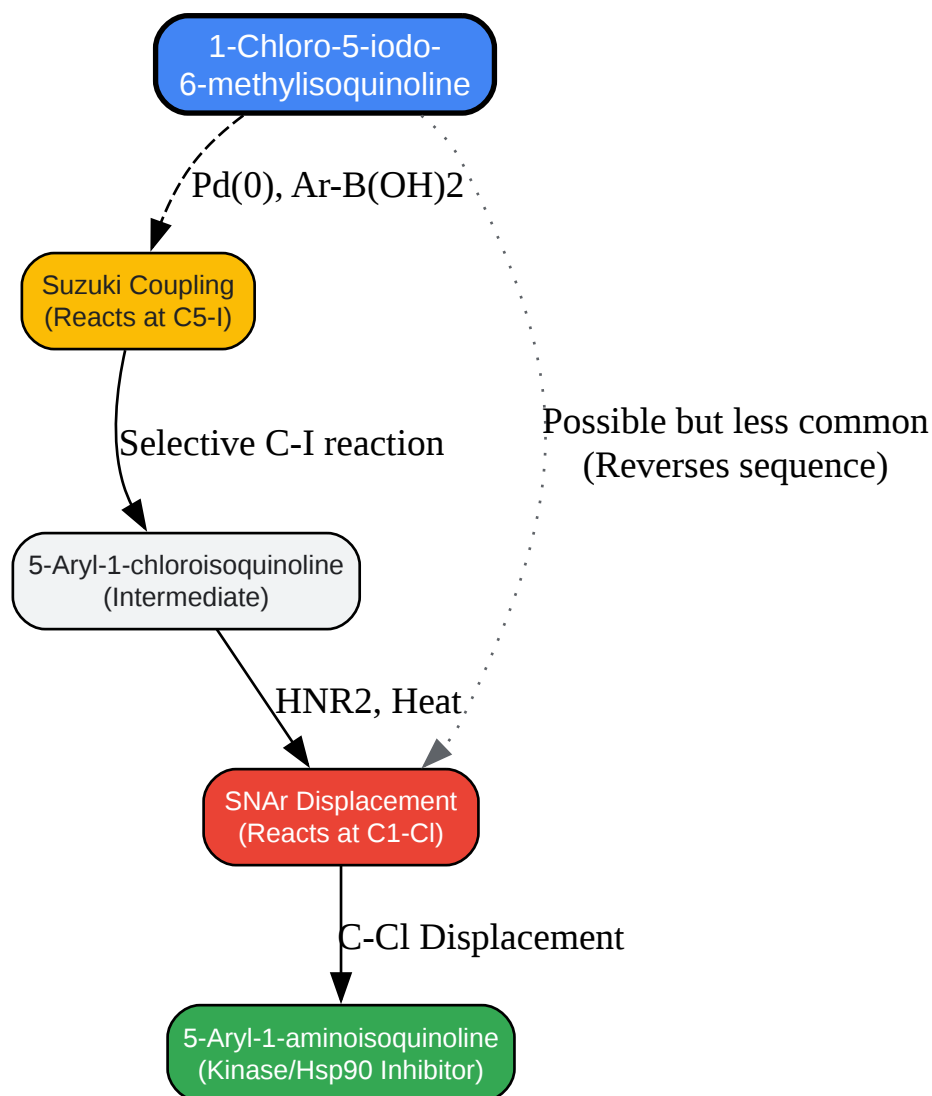 1-Chloro-5-iodo-
6-methylisoquinoline
Pd(0), Ar-B(OH)2
Suzuki Coupling
(Reacts at C5-I)
Possible but less common
(Reverses sequence)
Selective C-I reaction
5-Aryl-1-chloroisoquinoline
(Intermediate)
HNR2, Heat
SNAr Displacement
(Reacts at C1-Cl)
C-Cl Displacement
5-Aryl-1-aminoisoquinoline
(Kinase/Hsp90 Inhibitor)